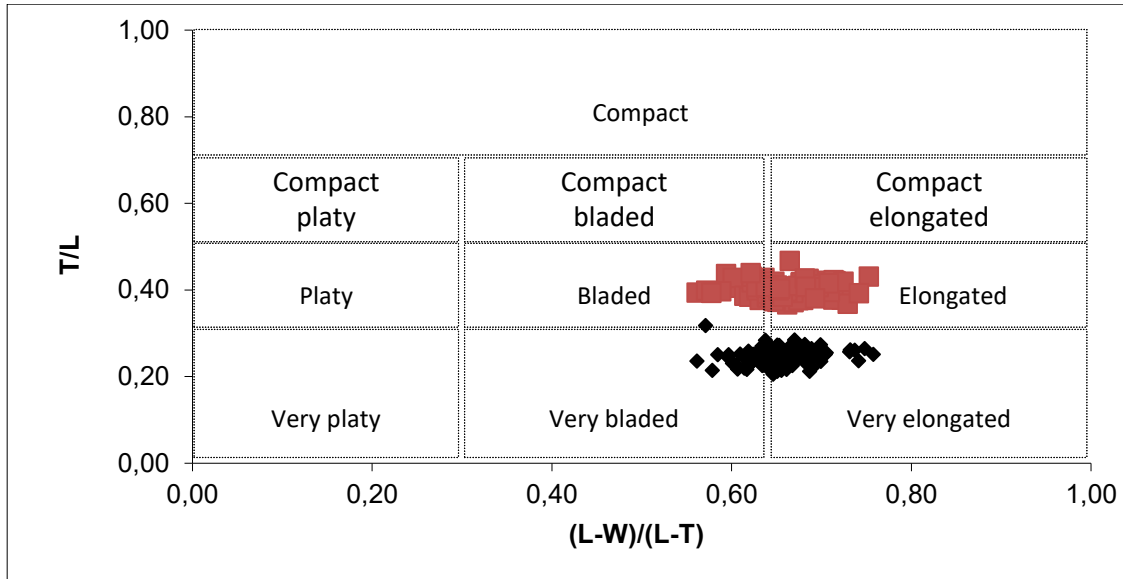 1,00
0,80
0,60
0,40
0,20
0,00
T/L
Compact
Compact
platy
Compact
bladed
Compact
elongated
Platy
Bladed
Elongated
Very platy
Very bladed
Very elongated
0,00 0,20 0,40 0,60 0,80 1,00
(L-W)/(L-T)